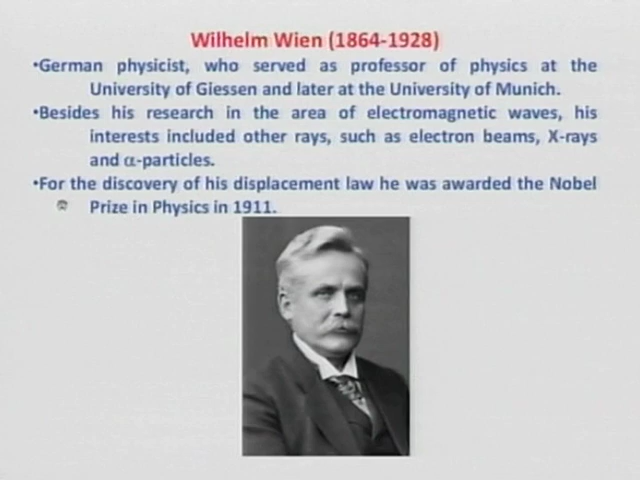 Wilhelm Wien (1864-1928)
•German physicist, who served as professor of physics at the
University of Giessen and later at the University of Munich.
•Besides his research in the area of electromagnetic waves, his
interests included other rays, such as electron beams, X-rays
and α-particles.
•For the discovery of his displacement law he was awarded the Nobel
Prize in Physics in 1911.